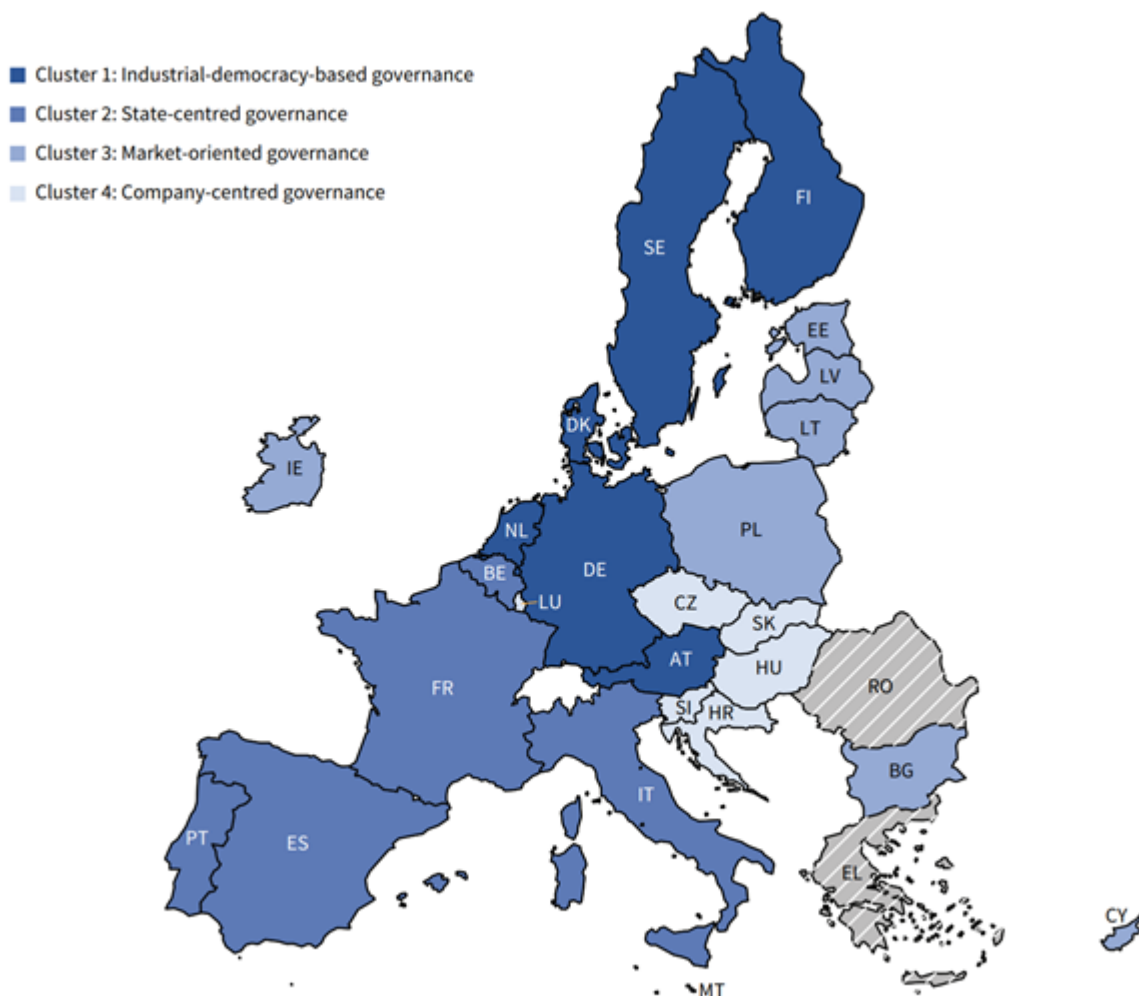 Cluster 1: Industrial-democracy-based governance
Cluster 2: State-centred governance
Cluster 3: Market-oriented governance
Cluster 4: Company-centred governance
FI
SE
EE
LV
LT
DK
IE
NL
PL
DE
BE
LU
CZ
SK
AT
HU
FR
RO
SI
HR
BG
IT
PT
ES
EL
CY
MT